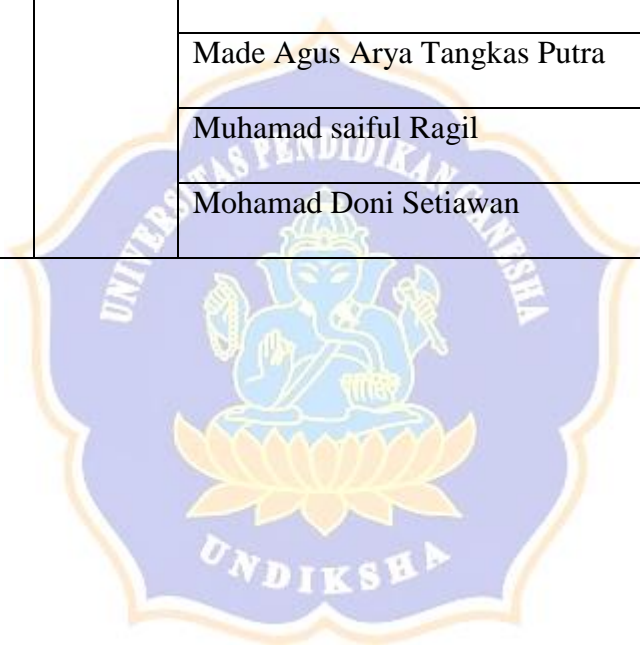 Made Agus Arya Tangkas Putra
Muhamad saiful Ragil
UNIVERSITAS PENDIDIKAN GANESHA
Mohamad Doni Setiawan
UNDIKSHA